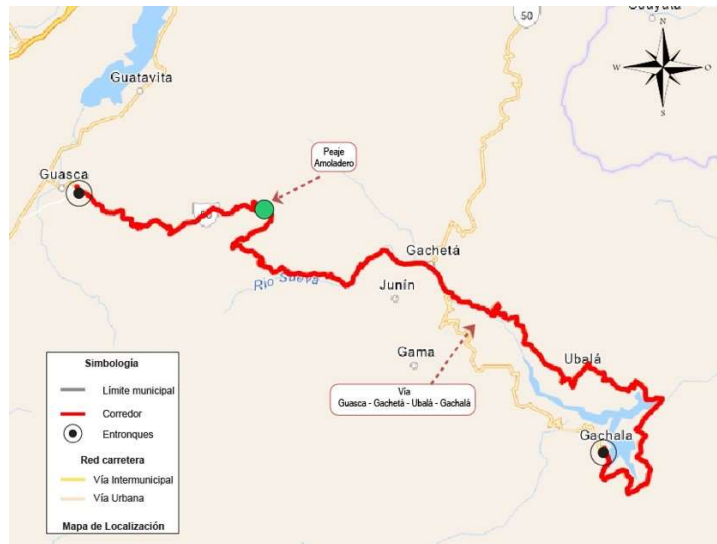 50
N
W
E
S
Guatavita
Peaje
Amoladero
Guasca
50
Gachetá
Río Sueva
Junín
Gama
Ubalá
Vía
Guasca - Gachetá - Ubalá - Gachalá
Gachala
Simbología
Límite municipal
Corredor
Entronques
Red carretera
Vía Intermunicipal
Vía Urbana
Mapa de Localización